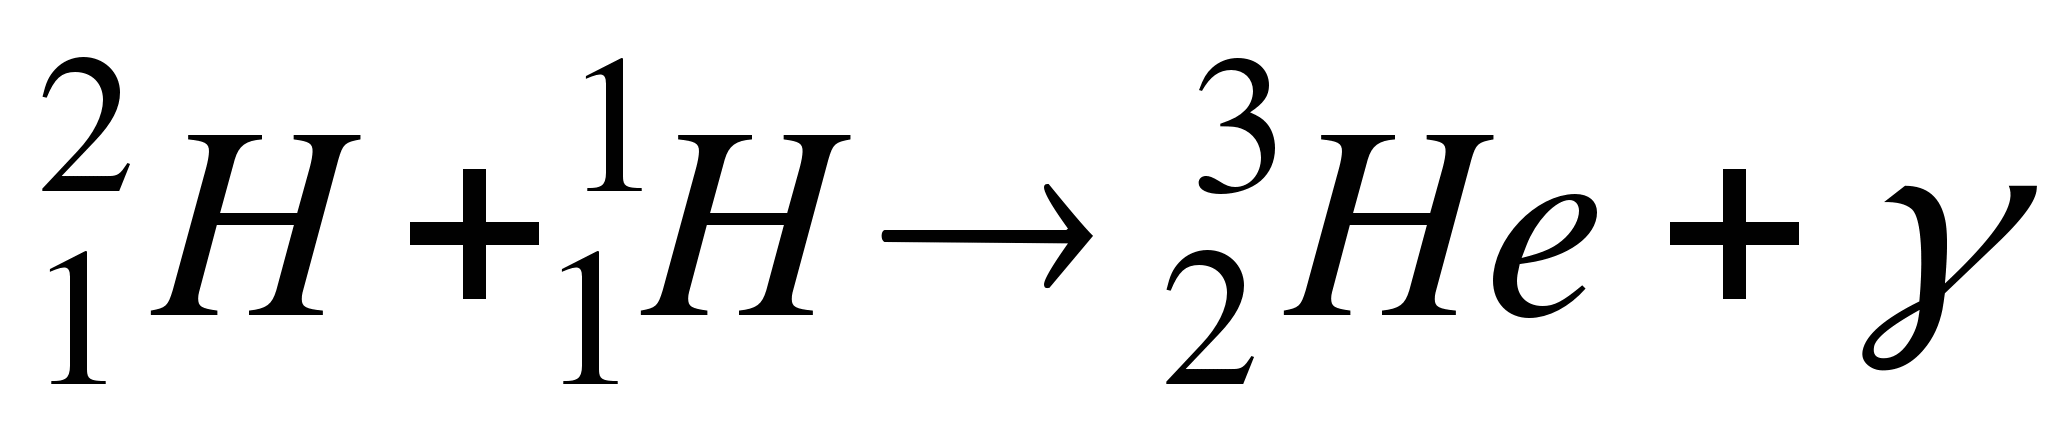 ²₁H + ¹₁H → ³₂He + γ